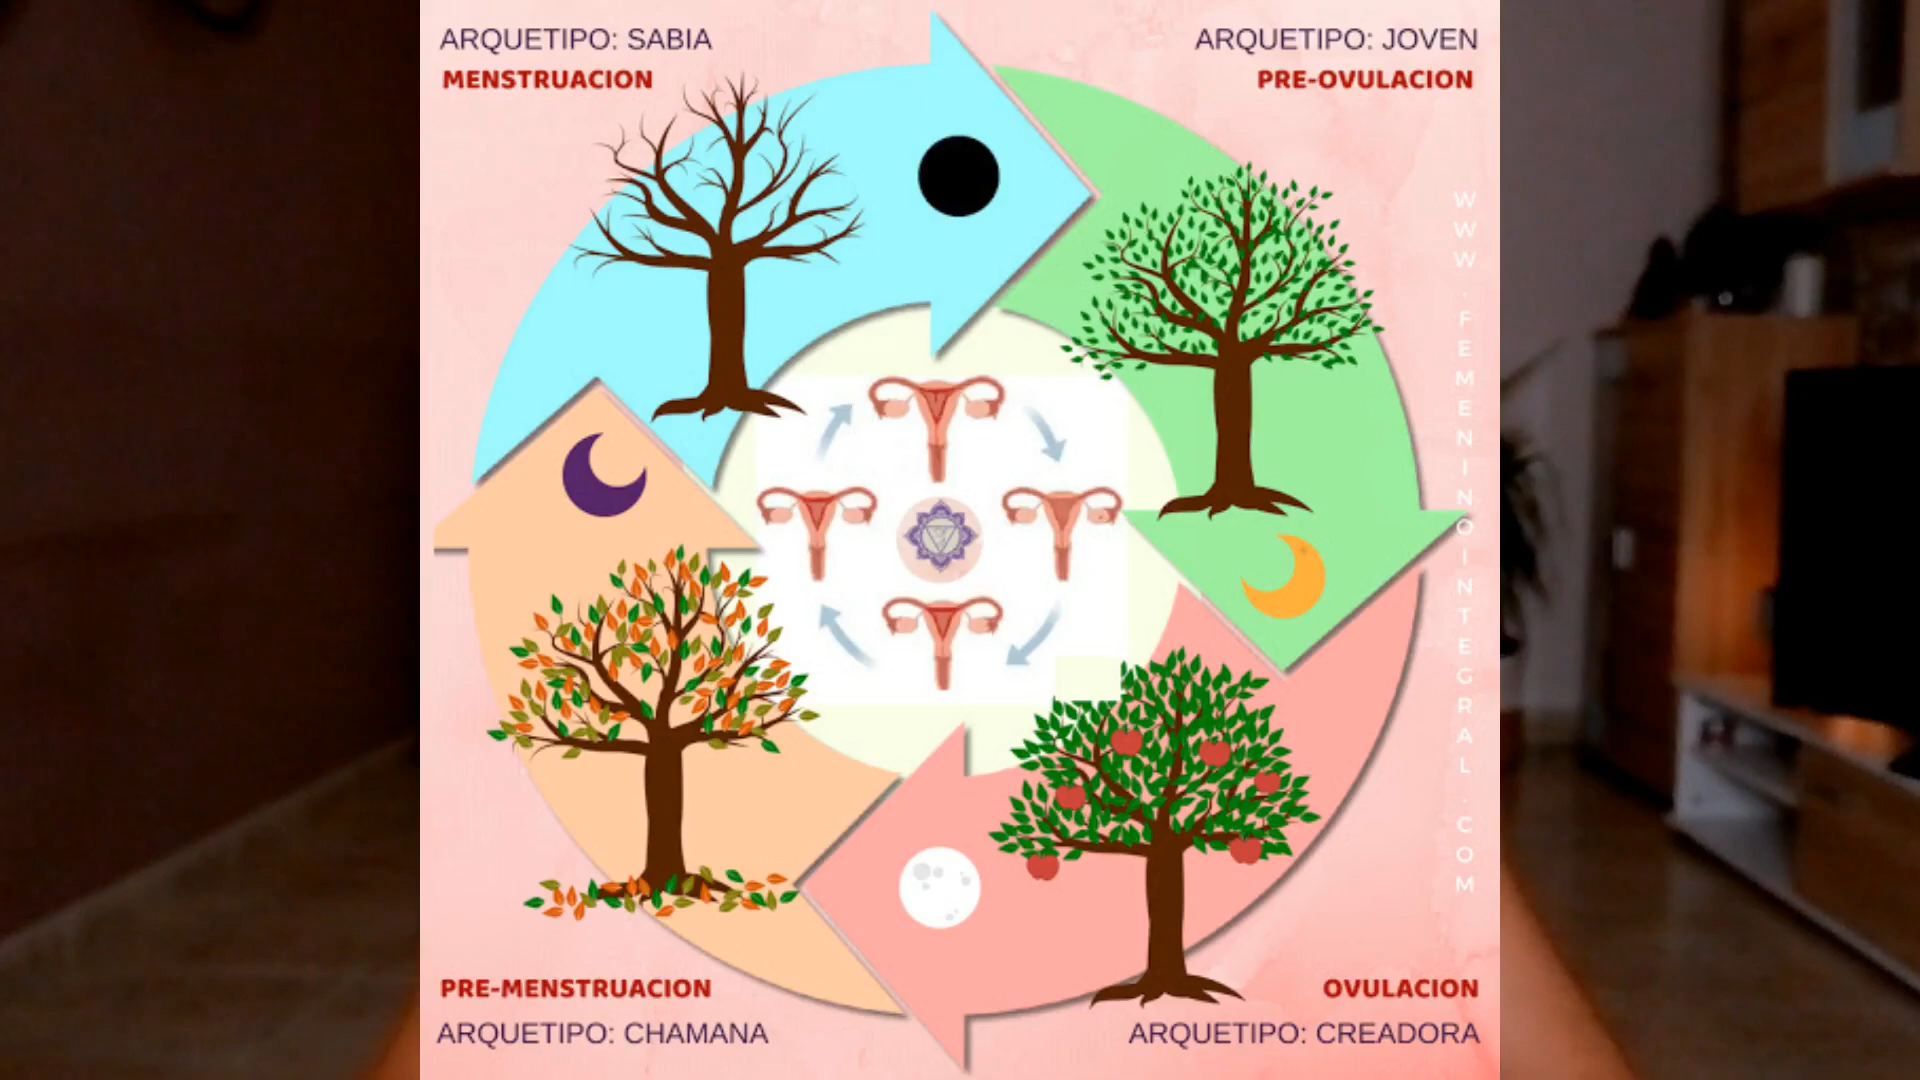 ARQUETIPO: SABIA
MENSTRUACION
ARQUETIPO: JOVEN
PRE-OVULACION
WWW.FEMENINOINTEGRAL.COM
PRE-MENSTRUACION
ARQUETIPO: CHAMANA
OVULACION
ARQUETIPO: CREADORA